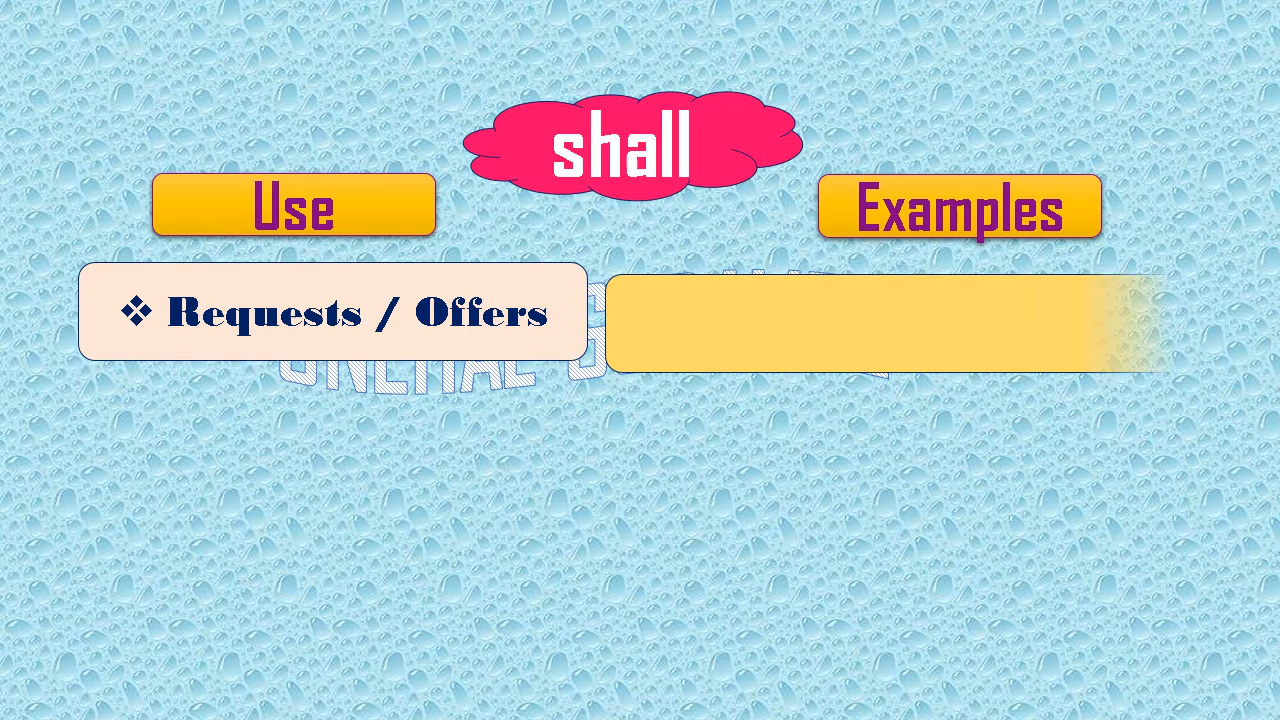 shall
Use
Examples
❖ Requests / Offers